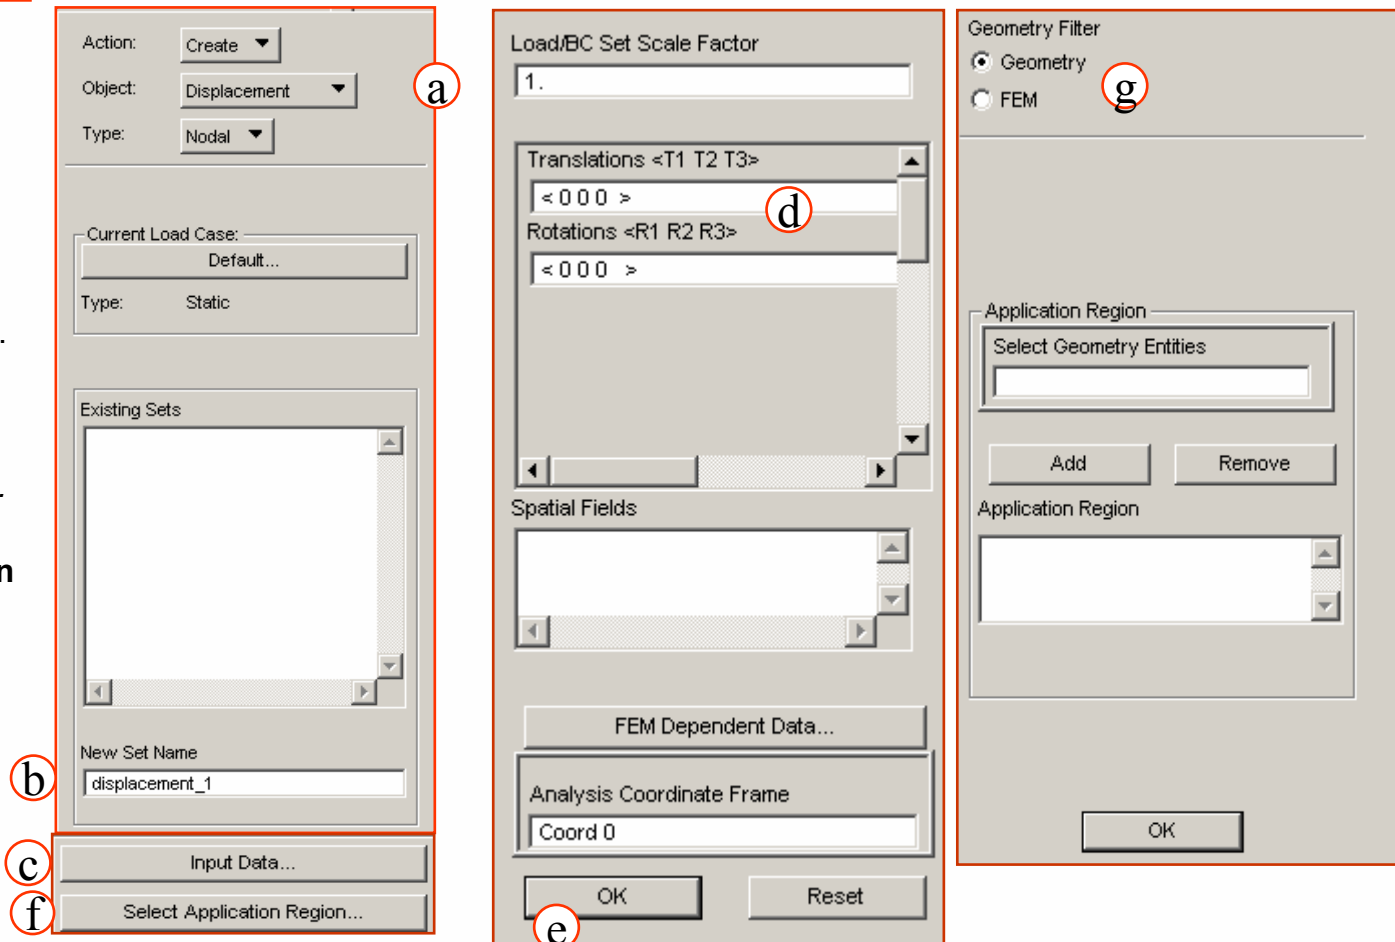 Action:
Create
a
Object:
Displacement
Type:
Nodal
Current Load Case:
Default...
Type:
Static
.
Existing Sets
n
New Set Name
b
displacement_1
c
Input Data...
f
Select Application Region...
Load/BC Set Scale Factor
1.
Translations <T1 T2 T3>
< 0 0 0 >
d
Rotations <R1 R2 R3>
< 0 0 0 >
Spatial Fields
FEM Dependent Data...
Analysis Coordinate Frame
Coord 0
OK
Reset
e
Geometry Filter
Geometry
g
FEM
Application Region
Select Geometry Entities
Add
Remove
Application Region
OK